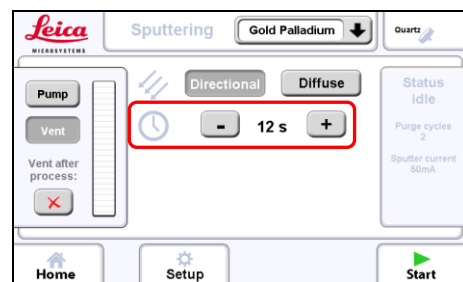 Leica
MICROSYSTEMS
Sputtering
Gold Palladium
Quartz
Pump
Vent
Vent after
process:
Directional
Diffuse
- 12 s +
Status
Idle
Purge cycles
2
Sputter current
50mA
Home
Setup
Start